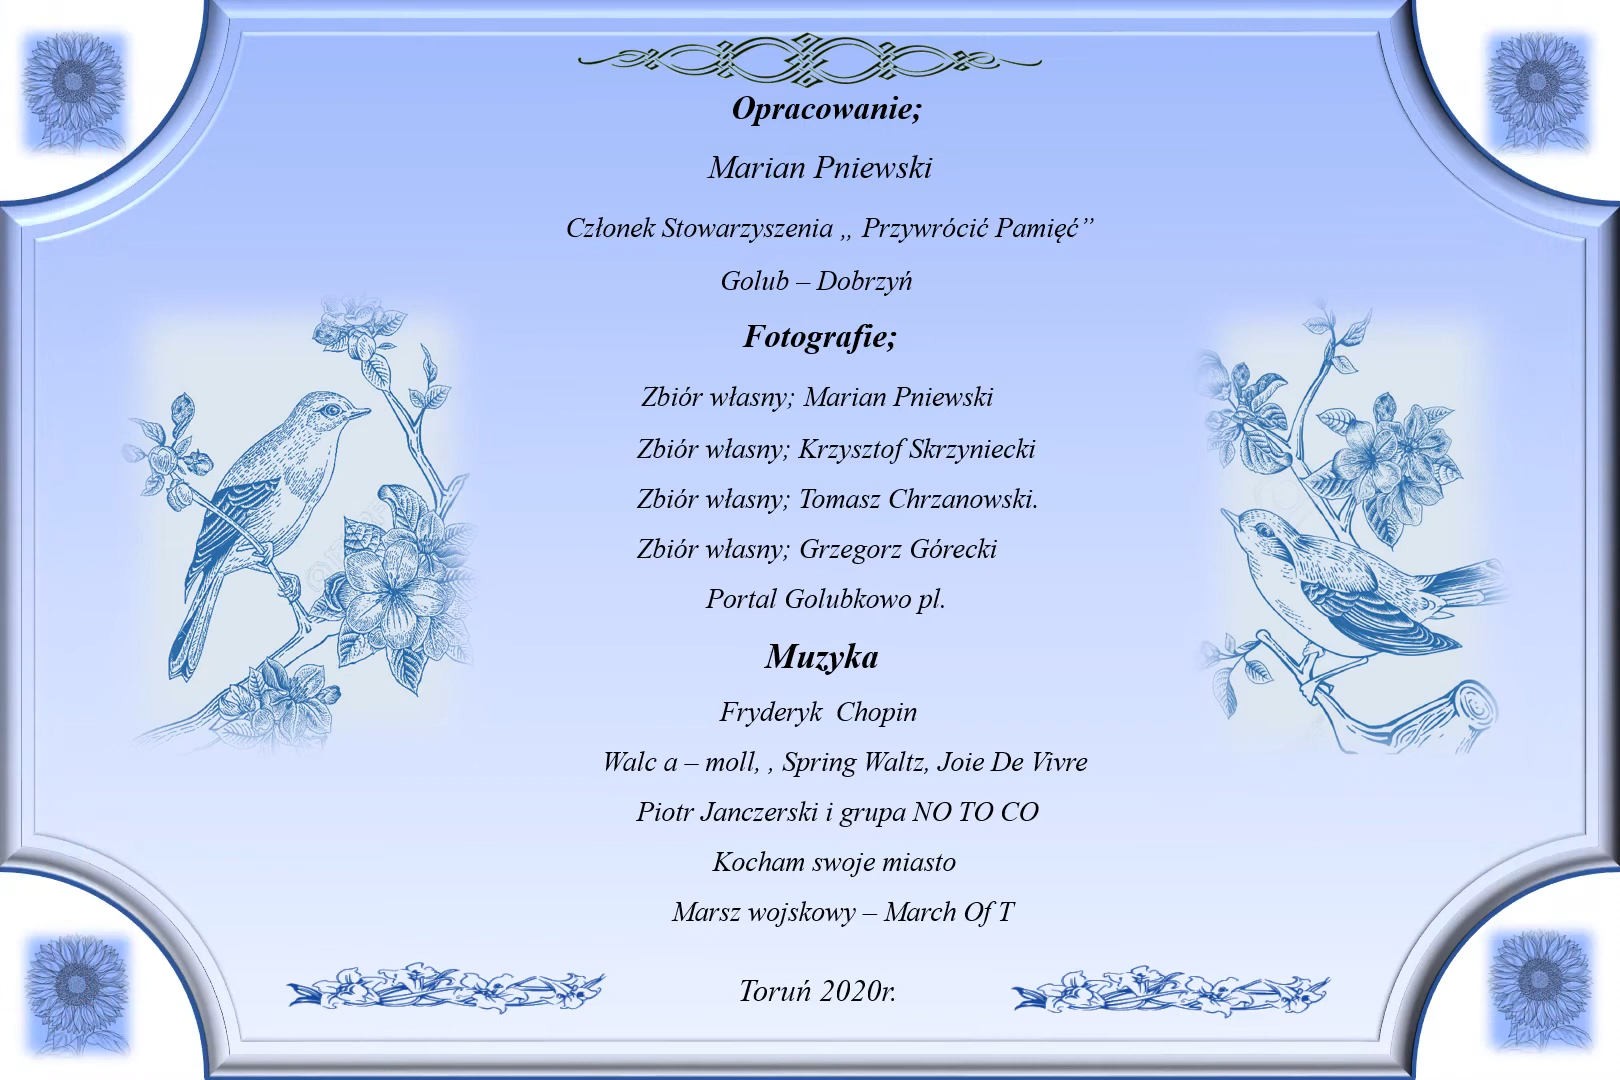 Opracowanie;
Marian Pniewski
Członek Stowarzyszenia „ Przywrócić Pamięć”
Golub – Dobrzyń
Fotografie;
Zbiór własny; Marian Pniewski
Zbiór własny; Krzysztof Skrzyniecki
Zbiór własny; Tomasz Chrzanowski.
Zbiór własny; Grzegorz Górecki
Portal Golubkowo pl.
Muzyka
Fryderyk  Chopin
Walc a – moll, , Spring Waltz, Joie De Vivre
Piotr Janczerski i grupa NO TO CO
Kocham swoje miasto
Marsz wojskowy – March Of T
Toruń 2020r.